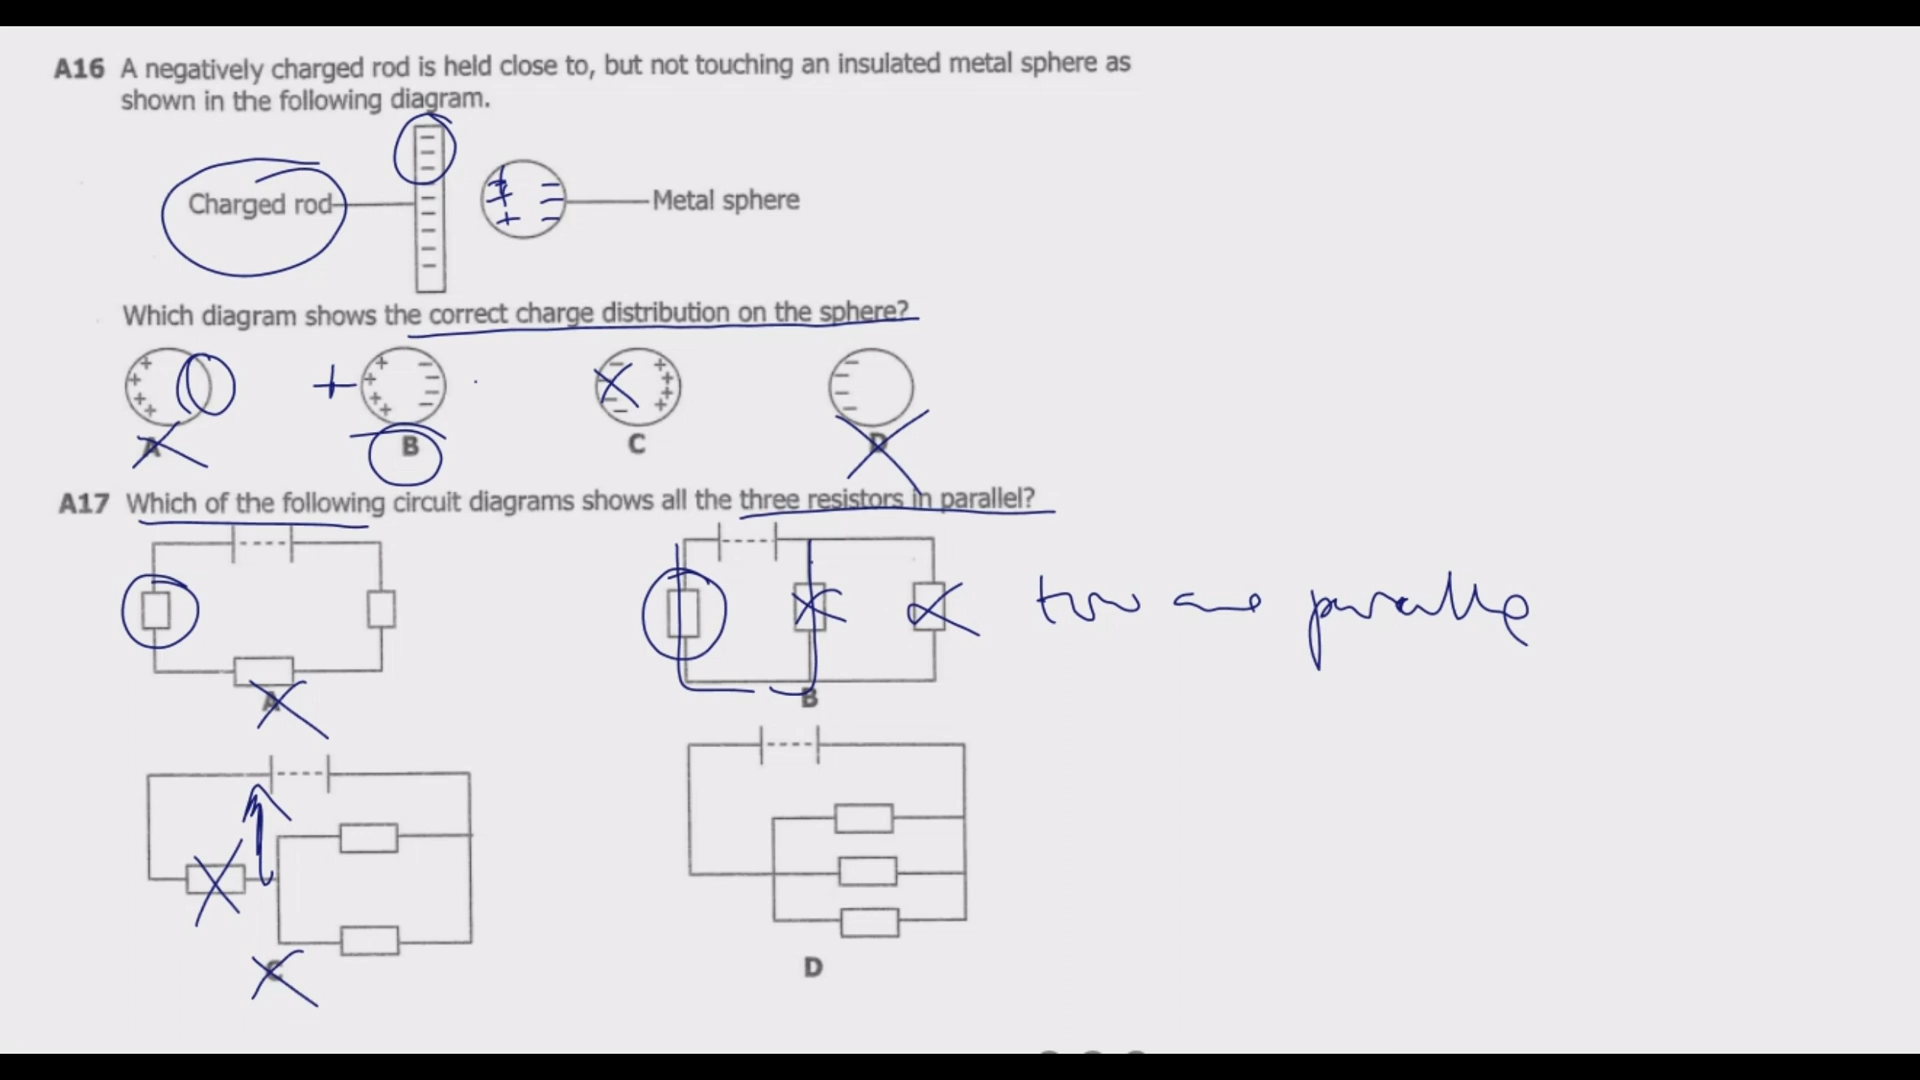 A16 A negatively charged rod is held close to, but not touching an insulated metal sphere as
shown in the following diagram.
Charged rod
Metal sphere
Which diagram shows the correct charge distribution on the sphere?
A B C D
A17 Which of the following circuit diagrams shows all the three resistors in parallel?
two are
A B
C D